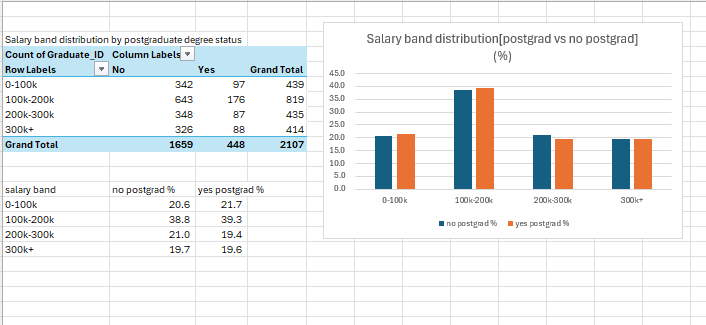 Salary band distribution by postgraduate degree status
Count of Graduate_ID Column Labels
Row Labels No Yes Grand Total
0-100k 342 97 439
100k-200k 643 176 819
200k-300k 348 87 435
300k+ 326 88 414
Grand Total 1659 448 2107
salary band no postgrad % yes postgrad %
0-100k 20.6 21.7
100k-200k 38.8 39.3
200k-300k 21.0 19.4
300k+ 19.7 19.6
Salary band distribution[postgrad vs no postgrad]
(%)
45.0
40.0
35.0
30.0
25.0
20.0
15.0
10.0
5.0
0.0
0-100k 100k-200k 200k-300k 300k+
no postgrad % yes postgrad %